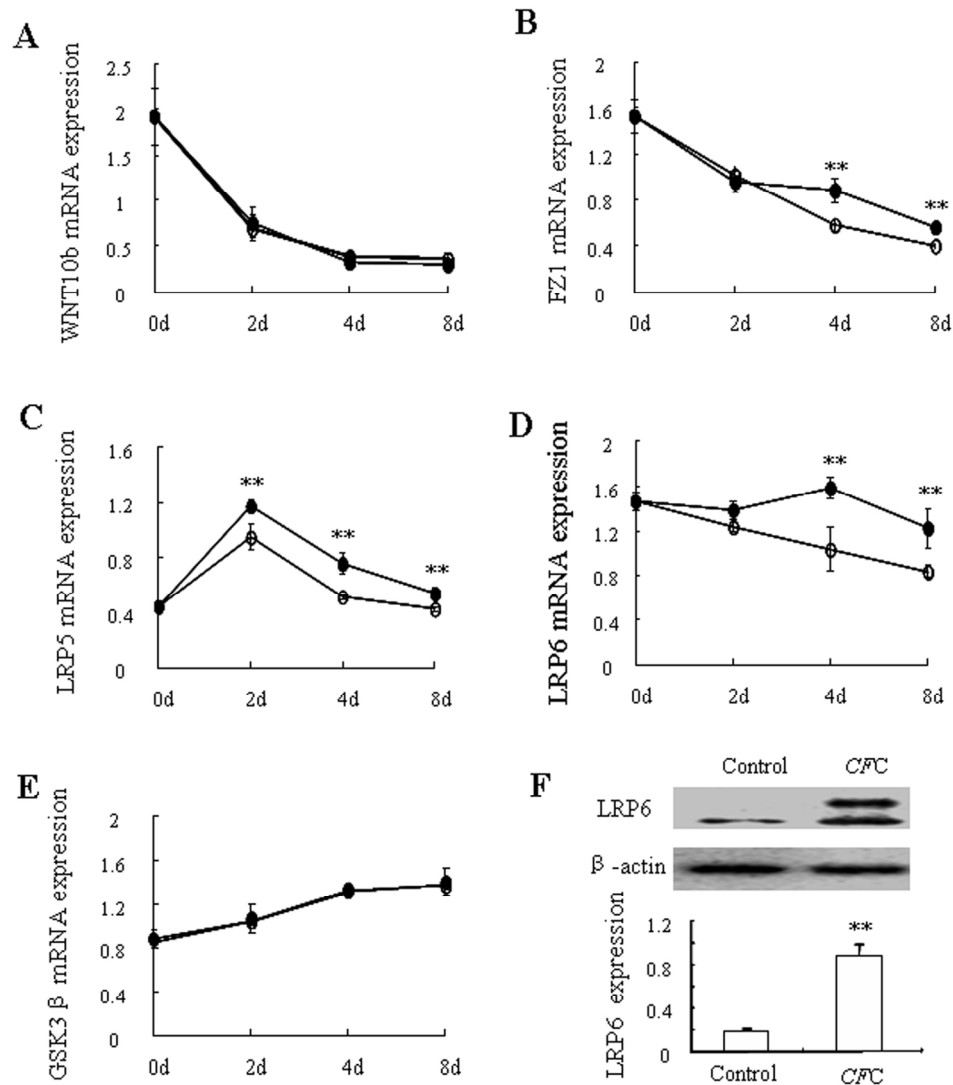 A
WNT10b mRNA expression
2.5
2
1.5
1
0.5
0
0d 2d 4d 8d
B
FZ1 mRNA expression
2
1.6
1.2
0.8
0.4
0
**
**
0d 2d 4d 8d
C
LRP5 mRNA expression
1.6
1.2
0.8
0.4
0
**
**
**
0d 2d 4d 8d
D
LRP6 mRNA expression
2
1.6
1.2
0.8
0.4
0
**
**
0d 2d 4d 8d
E
GSK3 β mRNA expression
2
1.6
1.2
0.8
0.4
0
0d 2d 4d 8d
F
Control CFC
LRP6
β-actin
LRP6 expression
1.2
0.8
0.4
0
**
Control CFC